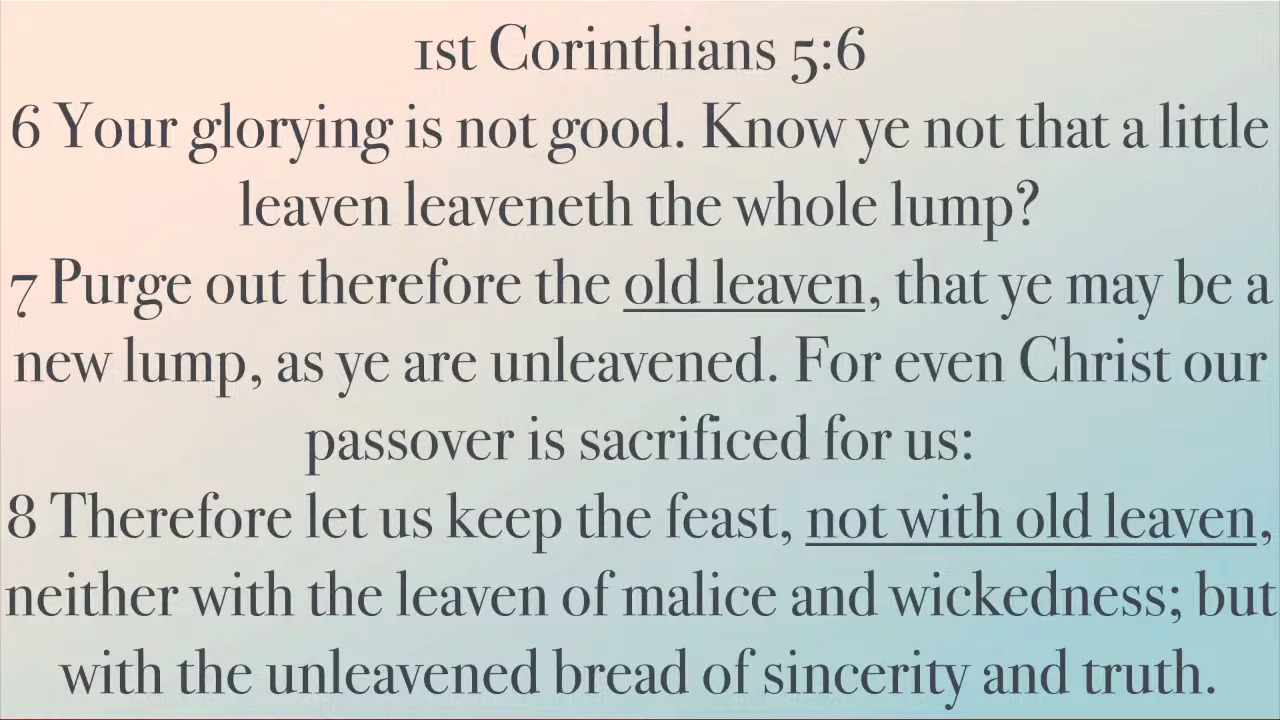 1st Corinthians 5:6
6 Your glorying is not good. Know ye not that a little
leaven leaveneth the whole lump?
7 Purge out therefore the old leaven, that ye may be a
new lump, as ye are unleavened. For even Christ our
passover is sacrificed for us:
8 Therefore let us keep the feast, not with old leaven,
neither with the leaven of malice and wickedness; but
with the unleavened bread of sincerity and truth.